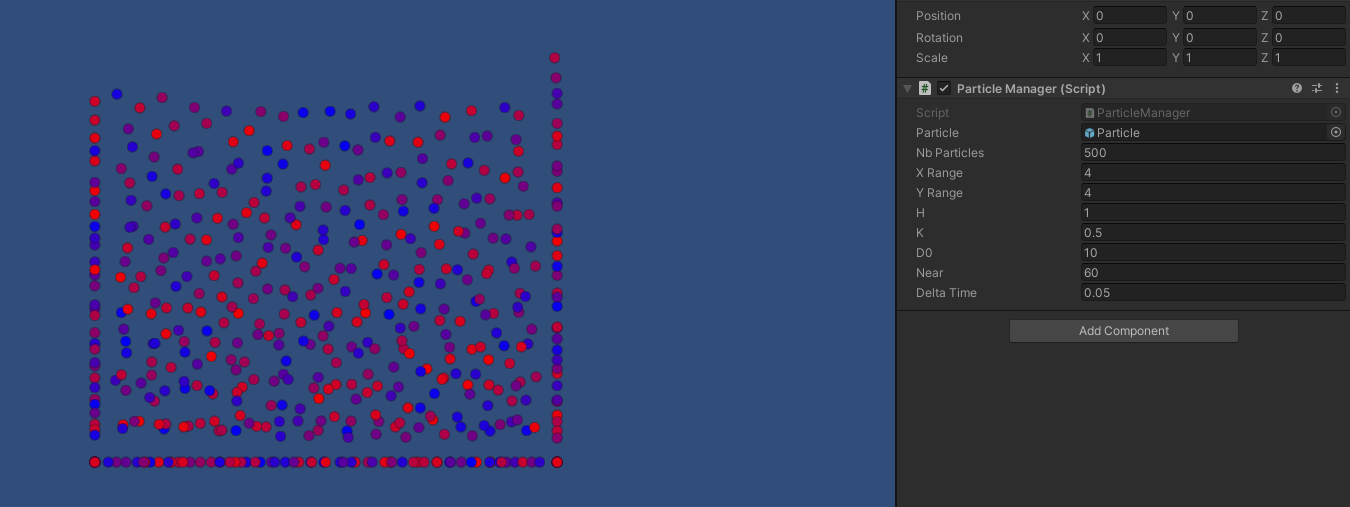 Position X 0 Y 0 Z 0
Rotation X 0 Y 0 Z 0
Scale X 1 Y 1 Z 1
# Particle Manager (Script)
Script # ParticleManager
Particle Particle
Nb Particles 500
X Range 4
Y Range 4
H 1
K 0.5
D0 10
Near 60
Delta Time 0.05
Add Component